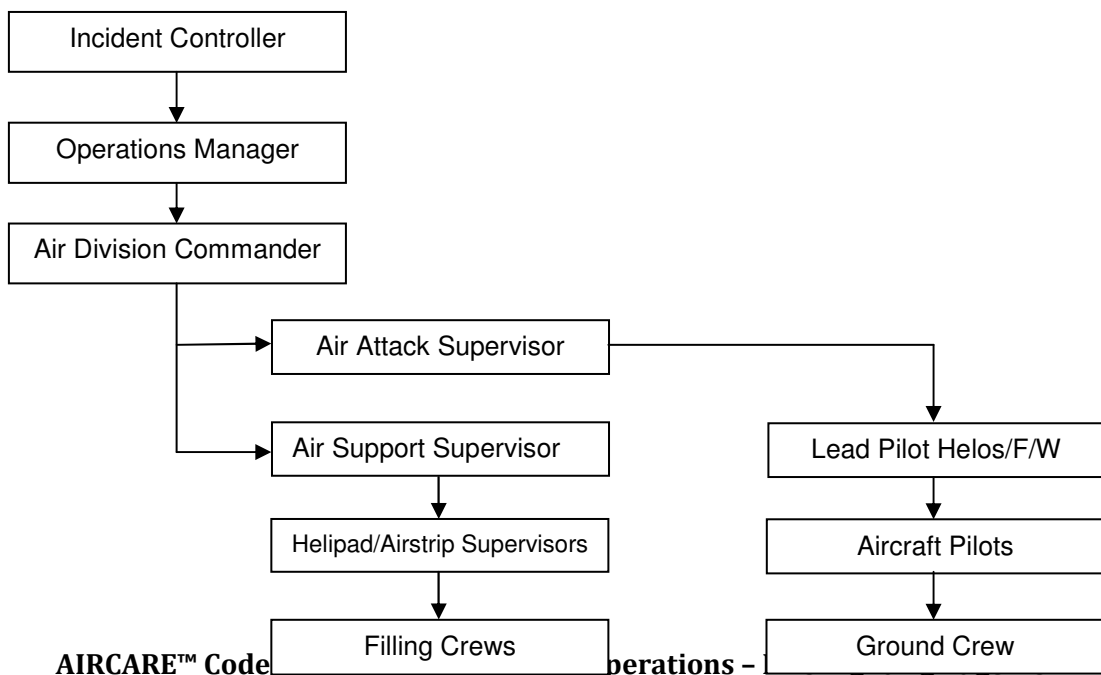 Incident Controller
Operations Manager
Air Division Commander
Air Attack Supervisor
Air Support Supervisor
Lead Pilot Helos/F/W
Helipad/Airstrip Supervisors
Aircraft Pilots
Filling Crews
Ground Crew
AIRCARE™ Code perations –